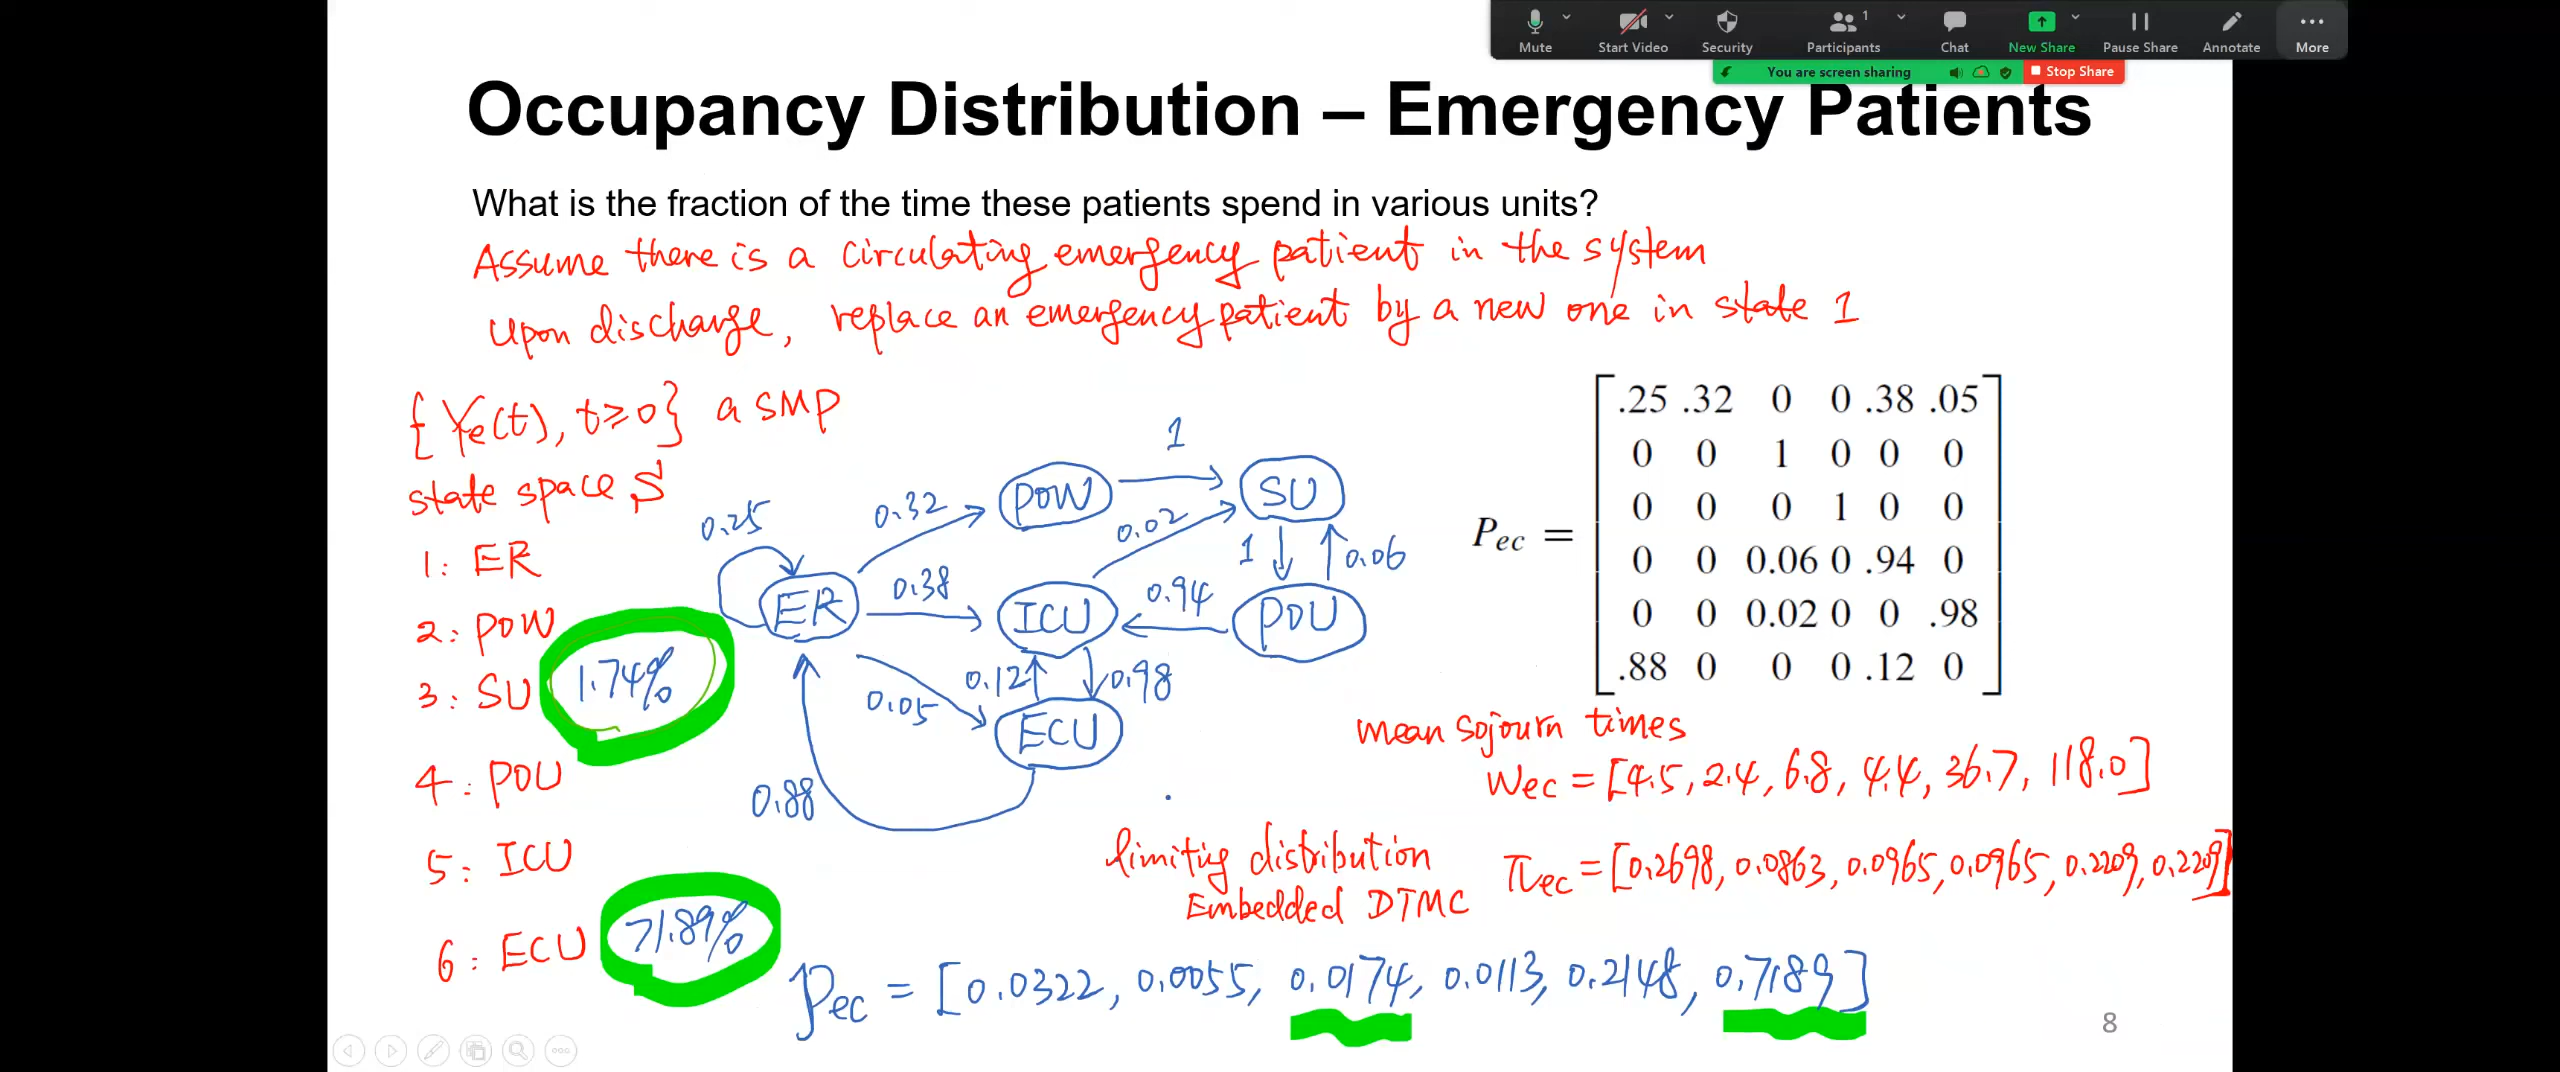 Mute
Start Video
Security
Participants 1
Chat
New Share
Pause Share
Annotate
More
You are screen sharing
Stop Share
Occupancy Distribution – Emergency Patients
What is the fraction of the time these patients spend in various units?
Assume there is a circulating emergency patient in the system
Upon discharge, replace an emergency patient by a new one in state 1
{Ye(t), t≥0} a SMP
state space S
1: ER
2: POW
3: SU 1.74%
4: POU
5: ICU
6: ECU 71.89%
0.25
0.32
POW
1
SU
0.02
1
0.06
ER
0.38
ICU
0.94
POU
0.05
0.12
0.98
ECU
0.88
Pec =
.25 .32 0 0 .38 .05
0 0 1 0 0 0
0 0 0 1 0 0
0 0 0.06 0 .94 0
0 0 0.02 0 0 .98
.88 0 0 0 .12 0
mean sojourn times
Wec = [4.5, 2.4, 6.8, 4.4, 36.7, 118.0]
limitig distribution
Embedded DTMC
πec = [0.2698, 0.0863, 0.0965, 0.0965, 0.2209, 0.2209]
Pec = [0.0322, 0.0055, 0.0174, 0.0113, 0.2148, 0.7189]
8